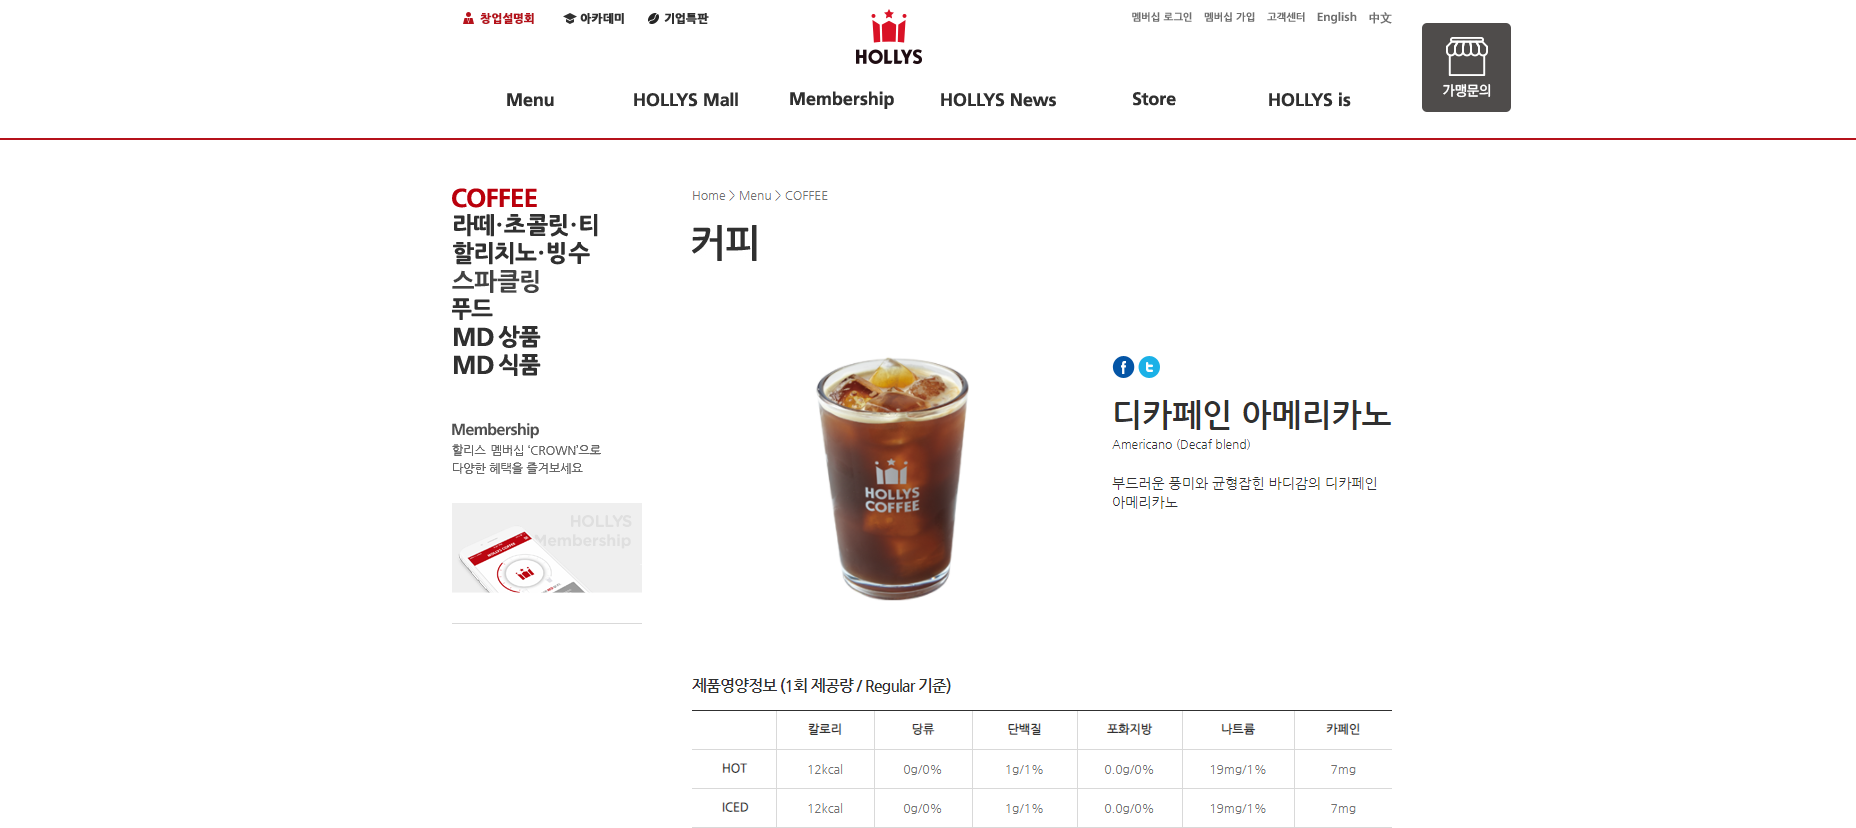 창업설명회 아카데미 기업특판
HOLLYS
멤버십 로그인 멤버십 가입 고객센터 English 中文
가맹문의
Menu HOLLYS Mall Membership HOLLYS News Store HOLLYS is
COFFEE
라떼·초콜릿·티
할리치노·빙수
스파클링
푸드
MD 상품
MD 식품
Membership
할리스 멤버십 ‘CROWN’으로
다양한 혜택을 즐겨보세요
HOLLYS
Membership
HOLLYS COFFEE
Home > Menu > COFFEE
커피
HOLLYS
COFFEE
디카페인 아메리카노
Americano (Decaf blend)
부드러운 풍미와 균형잡힌 바디감의 디카페인
아메리카노
제품영양정보 (1회 제공량 / Regular 기준)
칼로리 당류 단백질 포화지방 나트륨 카페인
HOT 12kcal 0g/0% 1g/1% 0.0g/0% 19mg/1% 7mg
ICED 12kcal 0g/0% 1g/1% 0.0g/0% 19mg/1% 7mg